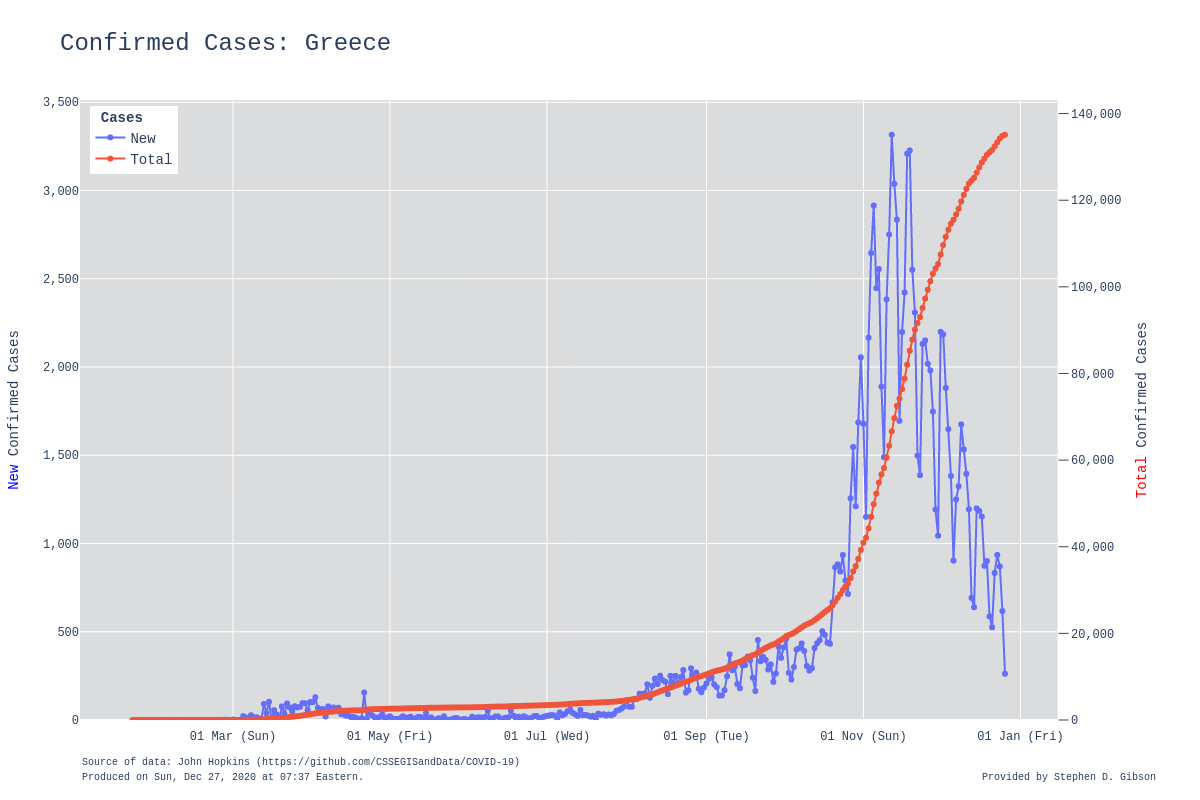 Confirmed Cases: Greece
Cases
New
Total
3,500
3,000
2,500
2,000
1,500
1,000
500
0
New Confirmed Cases
140,000
120,000
100,000
80,000
60,000
40,000
20,000
0
Total Confirmed Cases
01 Mar (Sun) 01 May (Fri) 01 Jul (Wed) 01 Sep (Tue) 01 Nov (Sun) 01 Jan (Fri)
Source of data: John Hopkins (https://github.com/CSSEGISandData/COVID-19)
Produced on Sun, Dec 27, 2020 at 07:37 Eastern.
Provided by Stephen D. Gibson